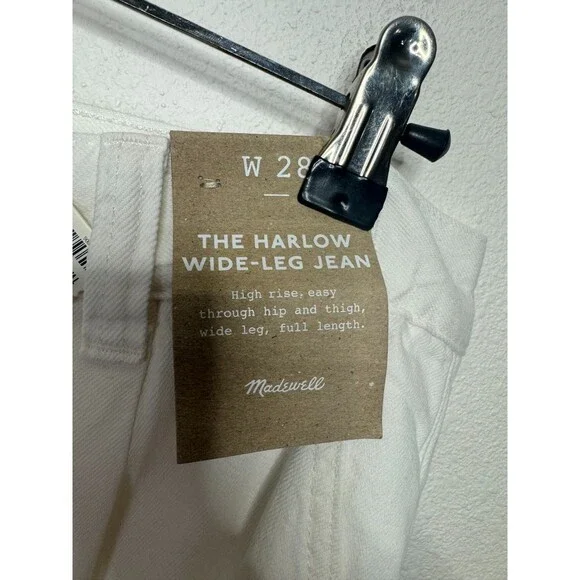 W 28
THE HARLOW
WIDE-LEG JEAN
High rise, easy
through hip and thigh,
wide leg, full length.
Madewell